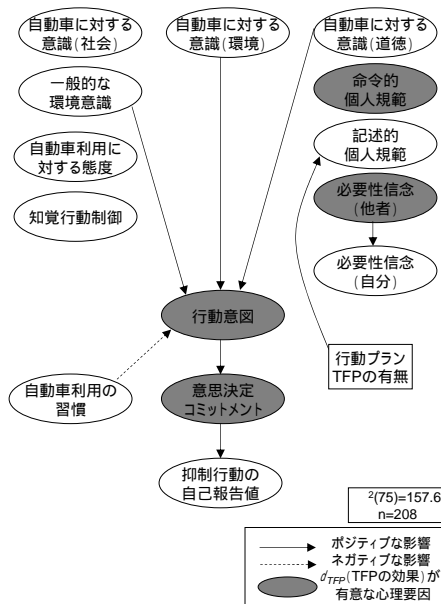 自動車に対する
意識(社会)
自動車に対する
意識(環境)
自動車に対する
意識(道徳)
一般的な
環境意識
命令的
個人規範
自動車利用に
対する態度
記述的
個人規範
知覚行動制御
必要性信念
(他者)
必要性信念
(自分)
行動意図
行動プラン
TFPの有無
自動車利用の
習慣
意思決定
コミットメント
抑制行動の
自己報告値
²(75)=157.6
n=208
ポジティブな影響
ネガティブな影響
dTFP(TFPの効果)が
有意な心理要因